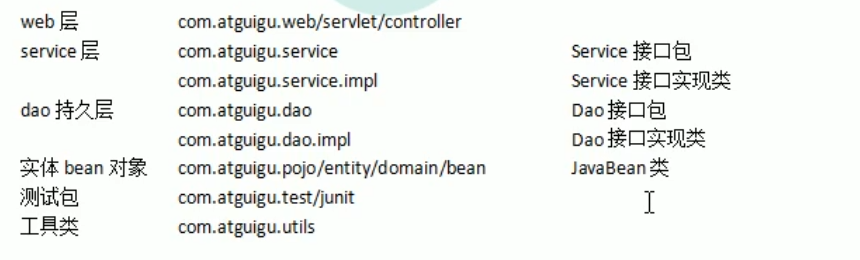 web 层 com.atguigu.web/servlet/controller
service 层 com.atguigu.service Service 接口包
com.atguigu.service.impl Service 接口实现类
dao 持久层 com.atguigu.dao Dao 接口包
com.atguigu.dao.impl Dao 接口实现类
实体 bean 对象 com.atguigu.pojo/entity/domain/bean JavaBean 类
测试包 com.atguigu.test/junit
工具类 com.atguigu.utils